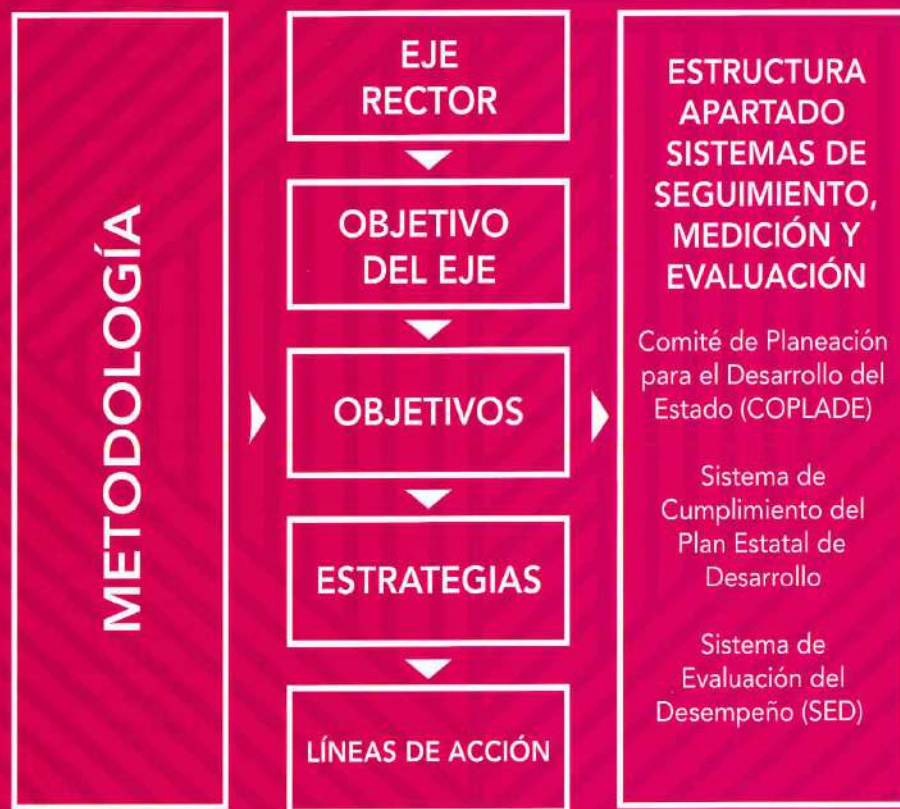 METODOLOGÍA
EJE
RECTOR
OBJETIVO
DEL EJE
OBJETIVOS
ESTRATEGIAS
LÍNEAS DE ACCIÓN
ESTRUCTURA
APARTADO
SISTEMAS DE
SEGUIMIENTO,
MEDICIÓN Y
EVALUACIÓN
Comité de Planeación
para el Desarrollo del
Estado (COPLADE)
Sistema de
Cumplimiento del
Plan Estatal de
Desarrollo
Sistema de
Evaluación del
Desempeño (SED)